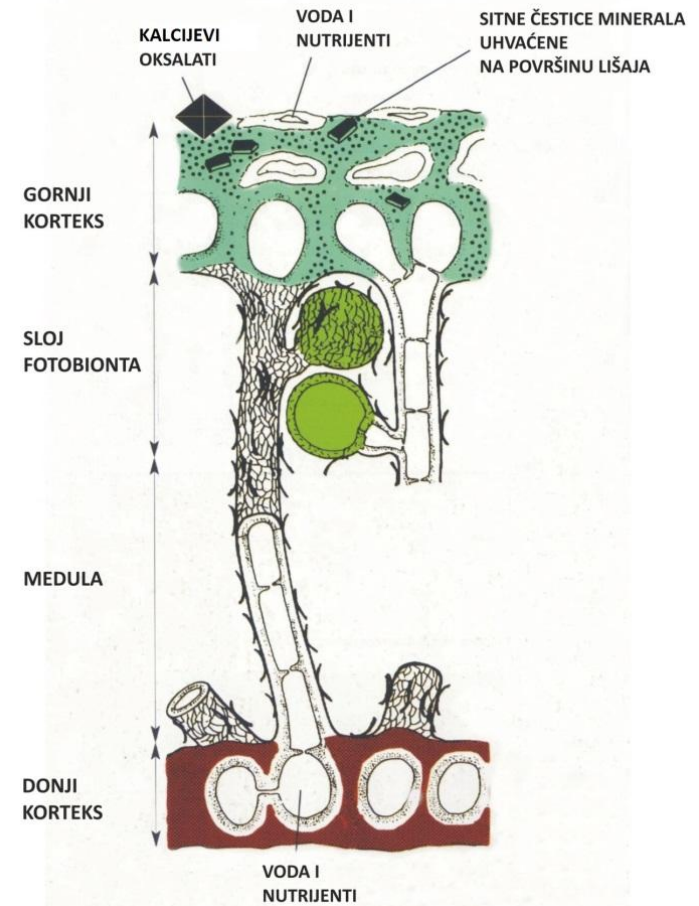 KALCIJEVI
OKSALATI
VODA I
NUTRIJENTI
SITNE ČESTICE MINERALA
UHVAĆENE
NA POVRŠINU LIŠAJA
GORNJI
KORTEKS
SLOJ
FOTOBIONTA
MEDULA
DONJI
KORTEKS
VODA I
NUTRIJENTI